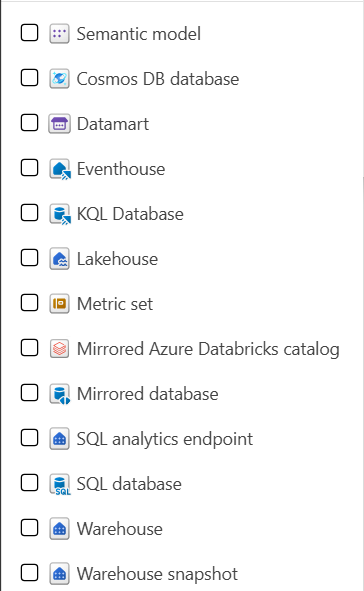 Semantic model
Cosmos DB database
Datamart
Eventhouse
KQL Database
Lakehouse
Metric set
Mirrored Azure Databricks catalog
Mirrored database
SQL analytics endpoint
SQL database
Warehouse
Warehouse snapshot